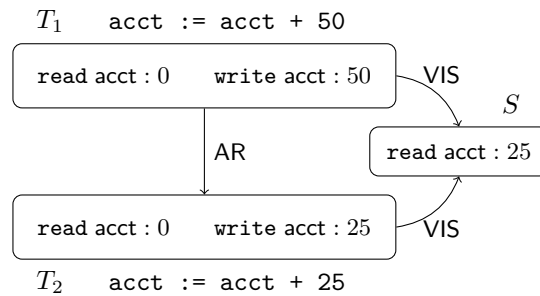 T₁ acct := acct + 50
read acct : 0 write acct : 50
VIS
S
read acct : 25
AR
read acct : 0 write acct : 25
VIS
T₂ acct := acct + 25